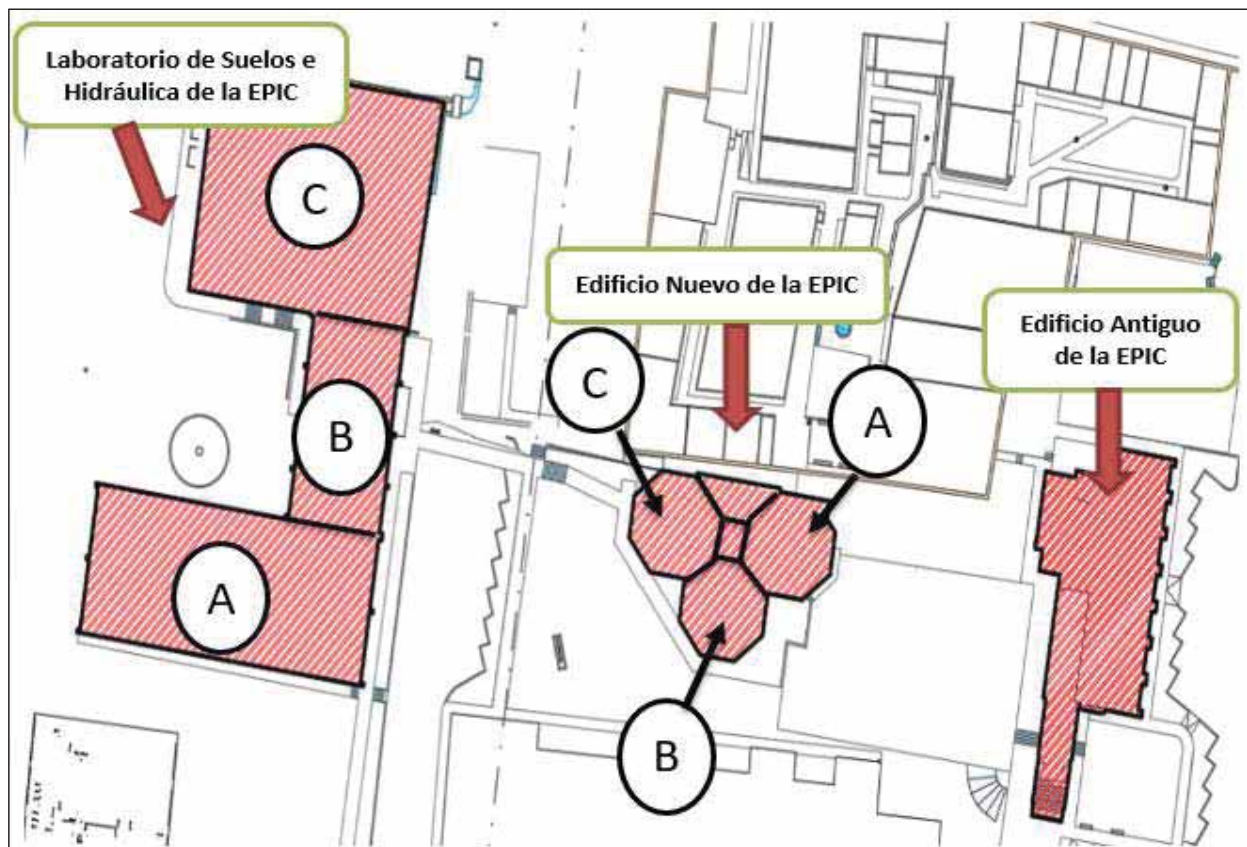 Laboratorio de Suelos e
Hidráulica de la EPIC
C
Edificio Nuevo de la EPIC
Edificio Antiguo
de la EPIC
C
A
B
A
B